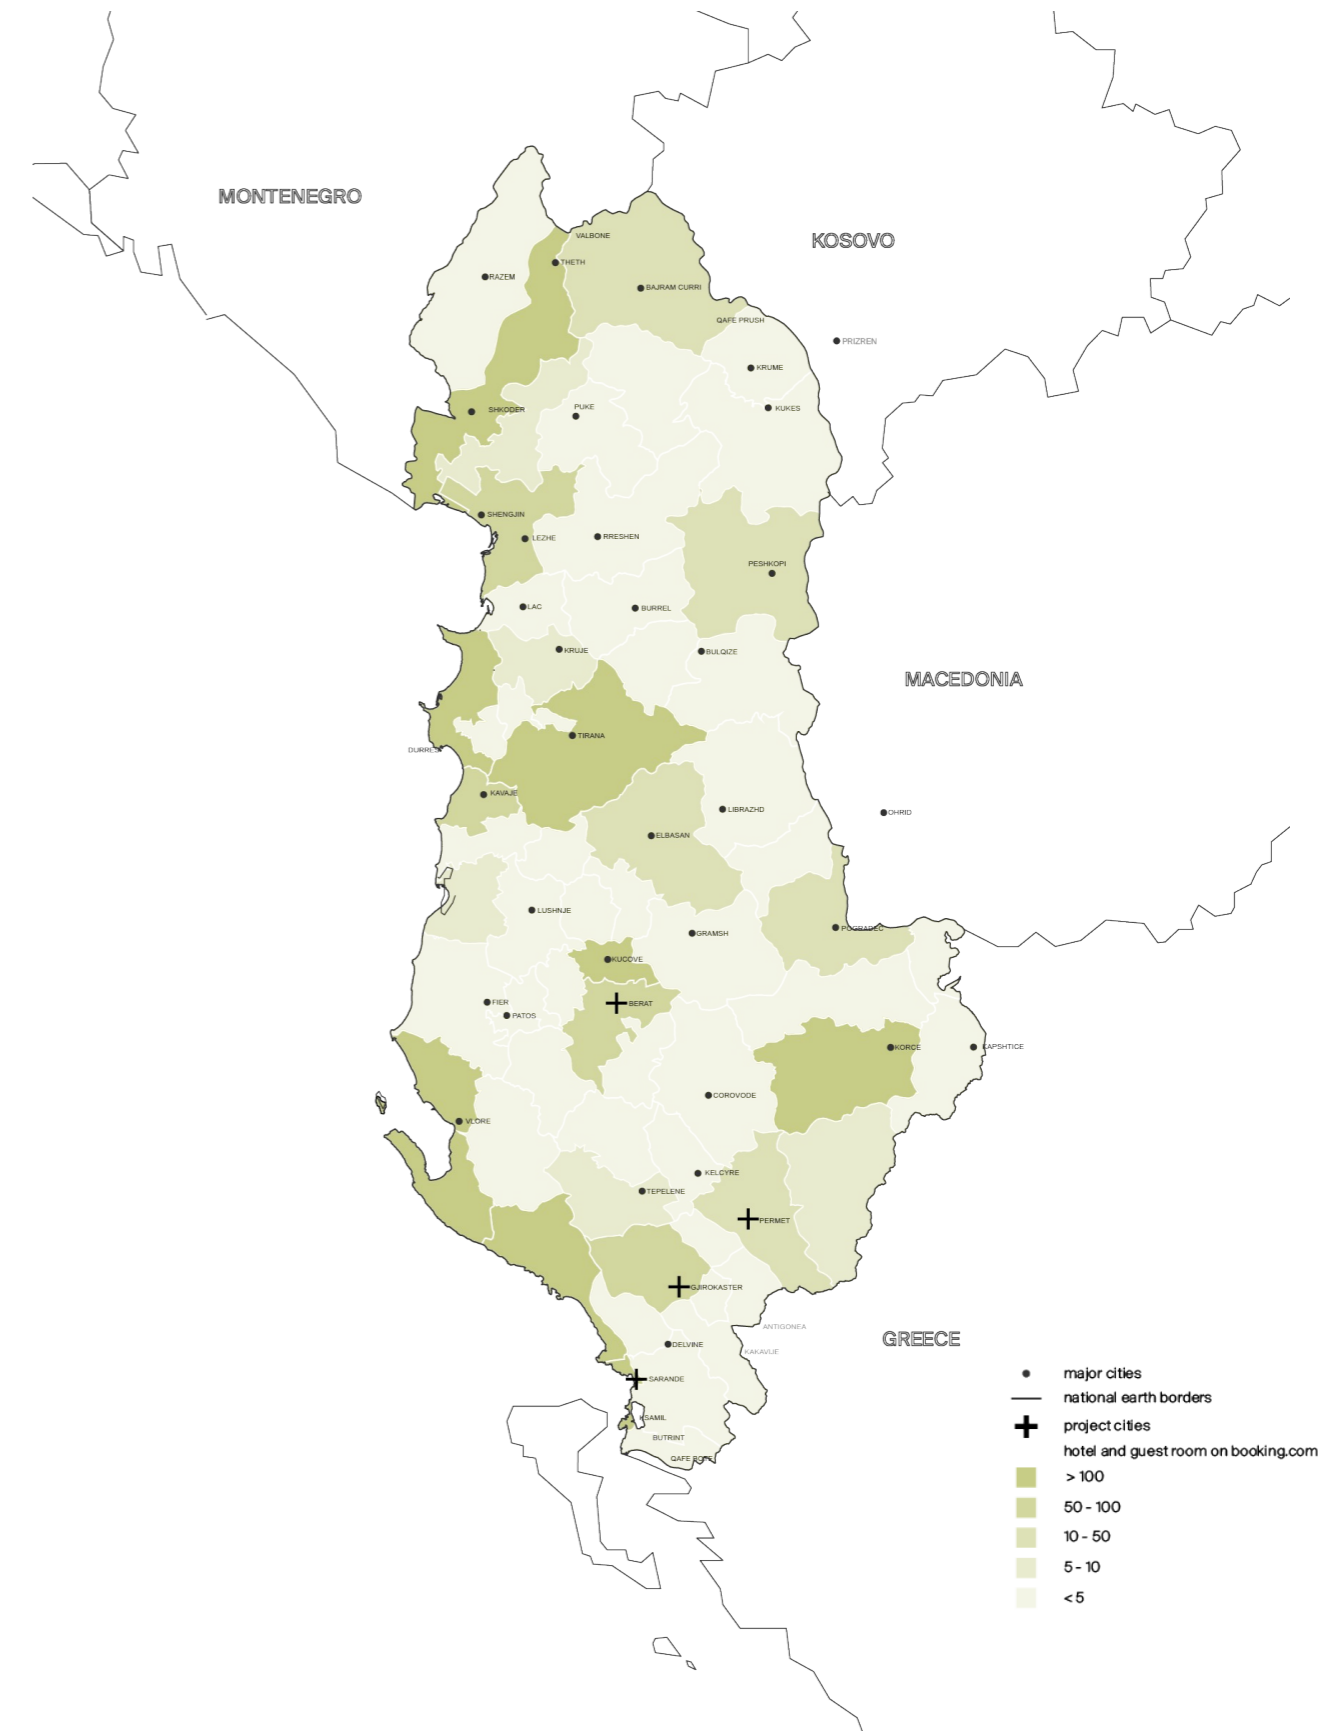 MONTENEGRO
KOSOVO
VALBONE
THETH
RAZEM
BAJRAM CURRI
QAFE PRUSH
PRIZREN
KRUME
SHKODER
PUKE
KUKES
SHENGJIN
LEZHE
RRESHEN
PESHKOPI
LAC
BURREL
KRUJE
BULQIZE
MACEDONIA
TIRANA
DURRES
KAVAJE
LIBRAZHD
OHRID
ELBASAN
LUSHNJE
GRAMSH
POGRADEC
KUCOVE
FIER
BERAT
PATOS
KORCE
KAPSHTICE
COROVODE
VLORE
KELCYRE
TEPELENE
PERMET
GJIROKASTER
ANTIGONEA
GREECE
DELVINE
KAKAVIJE
SARANDE
KSAMIL
BUTRINT
QAFE BOTE
major cities
national earth borders
project cities
hotel and guest room on booking.com
> 100
50 - 100
10 - 50
5 - 10
< 5